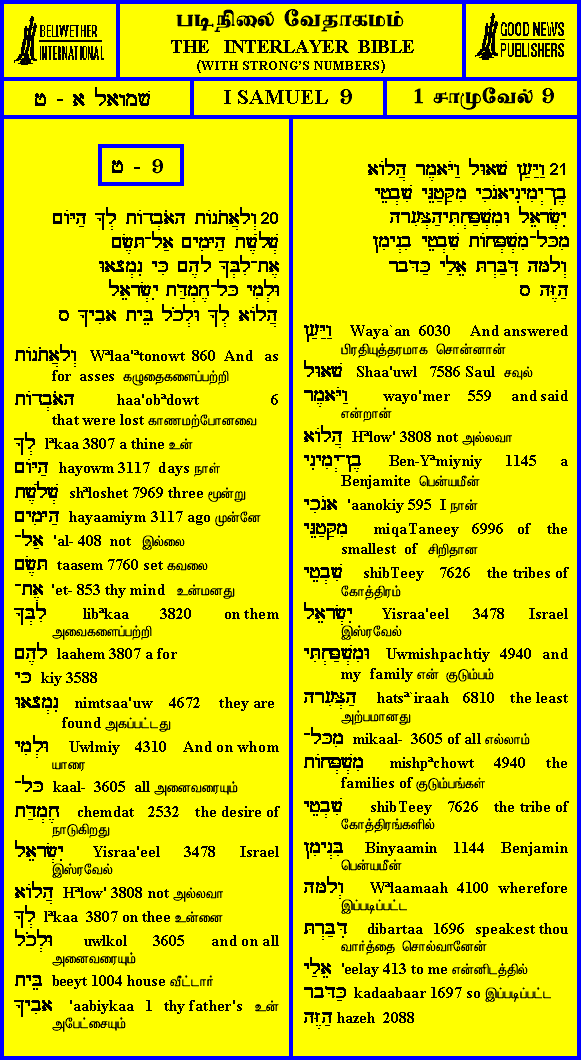 BELLWETHER
INTERNATIONAL
படிநிலை வேதாகமம்
THE INTERLAYER BIBLE
(WITH STRONG'S NUMBERS)
GOOD NEWS
PUBLISHERS
שמואל א - ט
I SAMUEL 9
1 சாமுவேல் 9
ט - 9
20 וְלָאֲתֹנוֹת הָאֹבְדוֹת לְךָ הַיּוֹם
שְׁלֹשֶׁת הַיָּמִים אַל־תָּשֶׂם
אֶת־לִבְּךָ לָהֶם כִּי נִמְצָאוּ
וּלְמִי כָּל־חֶמְדַּת יִשְׂרָאֵל
הֲלוֹא לְךָ וּלְכֹל בֵּית אָבִיךָ ס
וְלָאֲתֹנוֹת Wªlaa'ªtonowt 860 And as
for asses கழுதைகளைப்பற்றி
הָאֹבְדוֹת haa'obªdowt 6
that were lost காணமற்போனவை
לְךָ lªkaa 3807 a thine உன்
הַיּוֹם hayowm 3117 days நாள்
שְׁלֹשֶׁת shªloshet 7969 three மூன்று
הַיָּמִים hayaamiym 3117 ago முன்னே
אַל־ 'al- 408 not இல்லை
תָּשֶׂם taasem 7760 set கவலை
אֶת־ 'et- 853 thy mind உன்மனது
לִבְּךָ libªkaa 3820 on them
அவைகளைப்பற்றி
לָהֶם laahem 3807 a for
כִּי kiy 3588
נִמְצָאוּ nimtsaa'uw 4672 they are
found அகப்பட்டது
וּלְמִי Uwlmiy 4310 And on whom
யாரை
כָּל־ kaal- 3605 all அனைவரையும்
חֶמְדַּת chemdat 2532 the desire of
நாடுகிறது
יִשְׂרָאֵל Yisraa'eel 3478 Israel
இஸ்ரவேல்
הֲלוֹא Hªlow' 3808 not அல்லவா
לְךָ lªkaa 3807 on thee உன்னை
וּלְכֹל uwlkol 3605 and on all
அனைவரையும்
בֵּית beeyt 1004 house வீட்டார்
אָבִיךָ 'aabiykaa 1 thy father's உன்
அபேட்சையும்
21 וַיַּעַן שָׁאוּל וַיֹּאמֶר הֲלוֹא
בֶן־יְמִינִיאָנֹכִי מִקַּטַנֵּי שִׁבְטֵי
יִשְׂרָאֵל וּמִשְׁפַּחְתִּיהַצְּעִרָה
מִכָּל־מִשְׁפְּחוֹת שִׁבְטֵי בִנְיָמִן
וְלָמָּה דִּבַּרְתָּ אֵלַי כַּדָּבָר
הַזֶּה ס
וַיַּעַן Waya`an 6030 And answered
பிரதியுத்தரமாக சொன்னான்
שָׁאוּל Shaa'uwl 7586 Saul சவுல்
וַיֹּאמֶר wayo'mer 559 and said
என்றான்
הֲלוֹא Hªlow' 3808 not அல்லவா
בֶן־יְמִינִי Ben-Yªmiyniy 1145 a
Benjamite பென்யமீன்
אָנֹכִי 'aanokiy 595 I நான்
מִקַּטַנֵּי miqaTaneey 6996 of the
smallest of சிறிதான
שִׁבְטֵי shibTeey 7626 the tribes of
கோத்திரம்
יִשְׂרָאֵל Yisraa'eel 3478 Israel
இஸ்ரவேல்
וּמִשְׁפַּחְתִּי Uwmishpachtiy 4940 and
my family என் குடும்பம்
הַצְּעִרָה hatsª`iraah 6810 the least
அற்பமானது
מִכָּל־ mikaal- 3605 of all எல்லாம்
מִשְׁפְּחוֹת mishpªchowt 4940 the
families of குடும்பங்கள்
שִׁבְטֵי shibTeey 7626 the tribe of
கோத்திரங்களில்
בִּנְיָמִן Binyaamin 1144 Benjamin
பென்யமீன்
וְלָמָּה Wªlaamaah 4100 wherefore
இப்படிப்பட்ட
דִּבַּרְתָּ dibartaa 1696 speakest thou
வார்த்தை சொல்வானேன்
אֵלַי 'eelay 413 to me என்னிடத்தில்
כַּדָּבָר kadaabaar 1697 so இப்படிப்பட்ட
הַזֶּה hazeh 2088